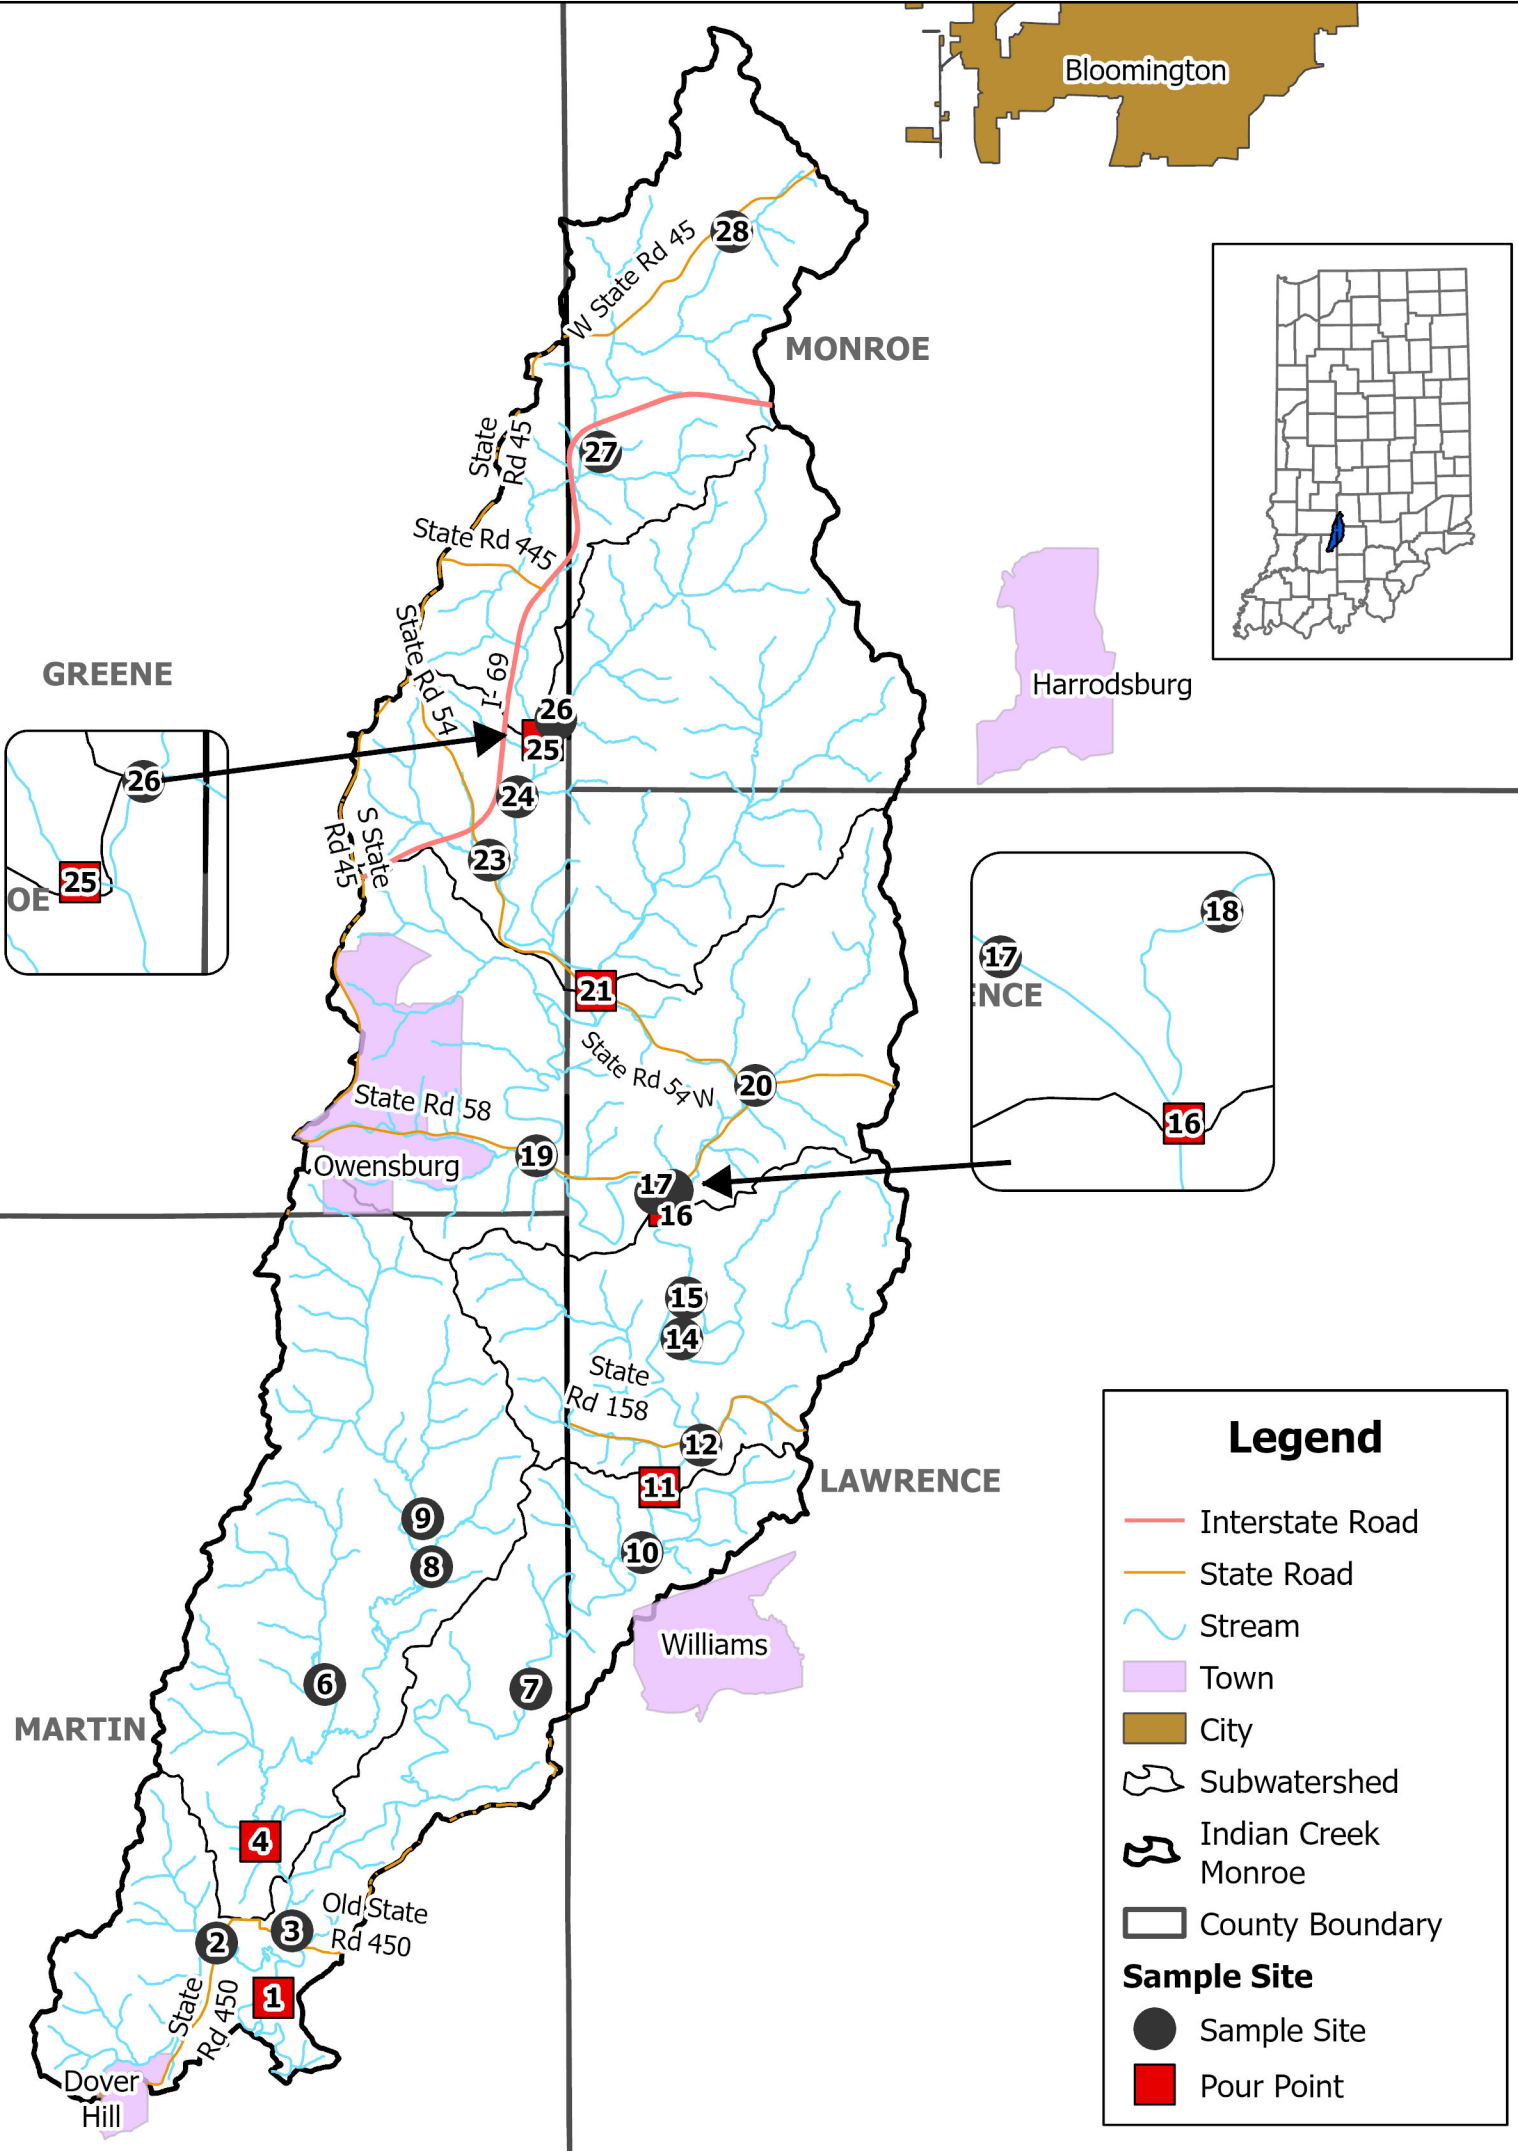 Bloomington
28
W State Rd 45
MONROE
State
Rd 45
27
State Rd 445
State Rd 54
I- 69
GREENE
Harrodsburg
26
25
26
25
OE
24
S State
Rd 45
23
18
17
ENCE
16
21
State Rd 54 W
20
State Rd 58
19
Owensburg
17
16
15
14
State
Rd 158
12
11
LAWRENCE
9
8
10
Williams
6
7
MARTIN
4
Old State
Rd 450
3
2
1
State
Rd 450
Dover
Hill
Legend
Interstate Road
State Road
Stream
Town
City
Subwatershed
Indian Creek
Monroe
County Boundary
Sample Site
Sample Site
Pour Point